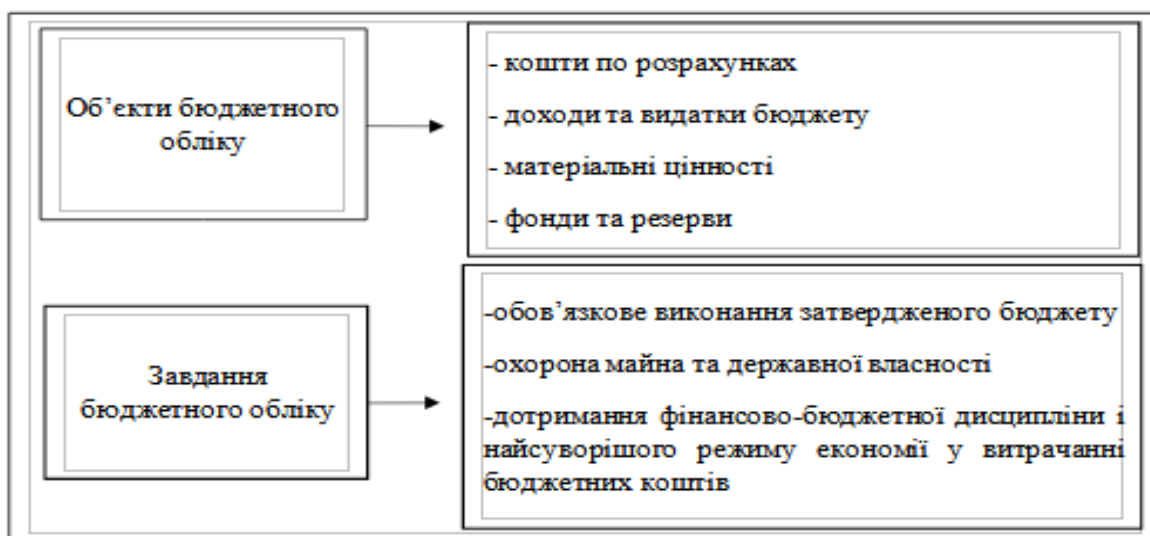 Об’єкти бюджетного
обліку
- кошти по розрахунках
- доходи та видатки бюджету
- матеріальні цінності
- фонди та резерви
Завдання
бюджетного обліку
-обов’язкове виконання затвердженого бюджету
-охорона майна та державної власності
-дотримання фінансово-бюджетної дисципліни і
найсуворішого режиму економії у витрачанні
бюджетних коштів